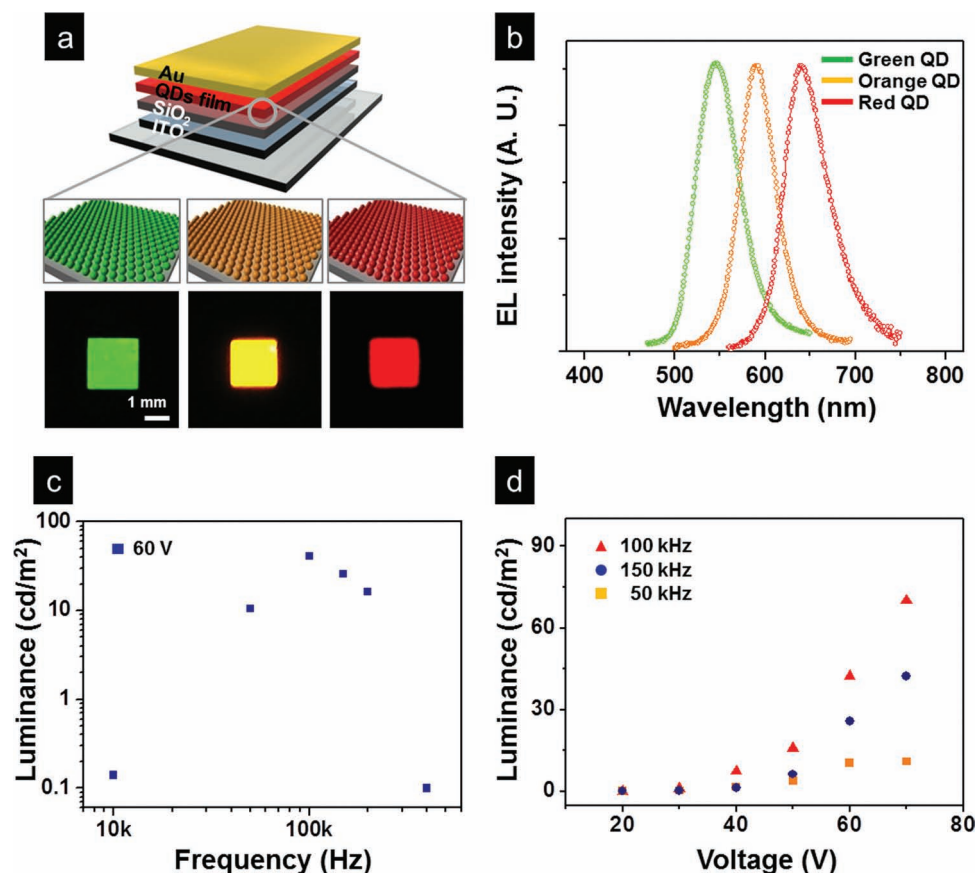 a
Au
QDs film
SiO₂
ITO
1 mm
b
Green QD
Orange QD
Red QD
EL intensity (A. U.)
400 500 600 700 800
Wavelength (nm)
c
60 V
Luminance (cd/m²)
100
10
1
0.1
10k 100k
Frequency (Hz)
d
100 kHz
150 kHz
50 kHz
Luminance (cd/m²)
90
60
30
0
20 40 60 80
Voltage (V)